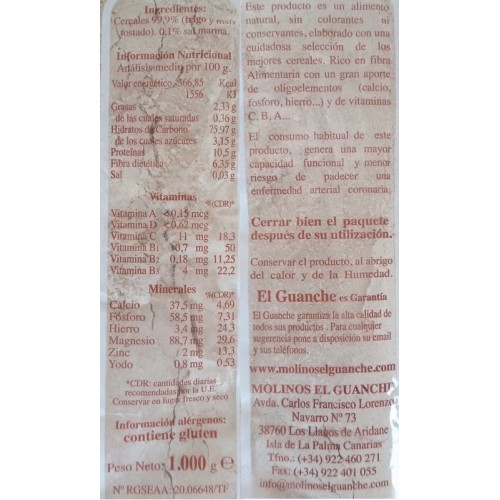 Ingredientes:
Cereales 99,9% (trigo y maíz
tostado). 0,1% sal marina.
Información Nutricional
Análisis medio por 100 g.
Valor energético 366,85 Kcal
1556 KJ
Grasas 2,33 g
de las cuales saturadas 0,36 g
Hidratos de Carbono 75,97 g
de los cuales azúcares 3,15 g
Proteínas 10,5 g
Fibra dietética 6,35 g
Sal 0,03 g
Vitaminas %(CDR)*
Vitamina A <0,15 mcg
Vitamina D <0,62 mcg
Vitamina C 11 mg 18,3
Vitamina B1 0,7 mg 50
Vitamina B2 0,18 mg 11,25
Vitamina B3 4 mg 22,2
Minerales %(CDR)*
Calcio 37,5 mg 4,69
Fósforo 58,5 mg 7,31
Hierro 3,4 mg 24,3
Magnesio 88,7 mg 29,6
Zinc 2 mg 13,3
Yodo 0,8 mg 0,53
*CDR: cantidades diarias
recomendadas por la U.E.
Conservar en lugar fresco y seco
Información alérgenos:
contiene gluten
Peso Neto: 1.000 g e
Nº RGSEAA: 20.06648/TF
Este producto es un alimento
natural, sin colorantes ni
conservantes, elaborado con una
cuidadosa selección de los
mejores cereales. Rico en fibra
Alimentaria con un gran aporte
de oligoelementos (calcio,
fosforo, hierro...) y de vitaminas
C, B, A...
El consumo habitual de este
producto, genera una mayor
capacidad funcional y menor
riesgo de padecer una
enfermedad arterial coronaria.
Cerrar bien el paquete
después de su utilización.
Conservar el producto, al abrigo
del calor y de la Humedad.
El Guanche es Garantía
El Guanche garantiza la alta calidad de
todos sus productos . Para cualquier
sugerencia pone a disposición su email
y sus teléfonos.
www.molinoselguanche.com
MOLINOS EL GUANCHE
Avda. Carlos Francisco Lorenzo
Navarro Nº 73
38760 Los Llanos de Aridane
Isla de La Palma Canarias
Tfno.: (+34) 922 460 271
Fax: (+34) 922 401 055
info@molinoselguanche.com